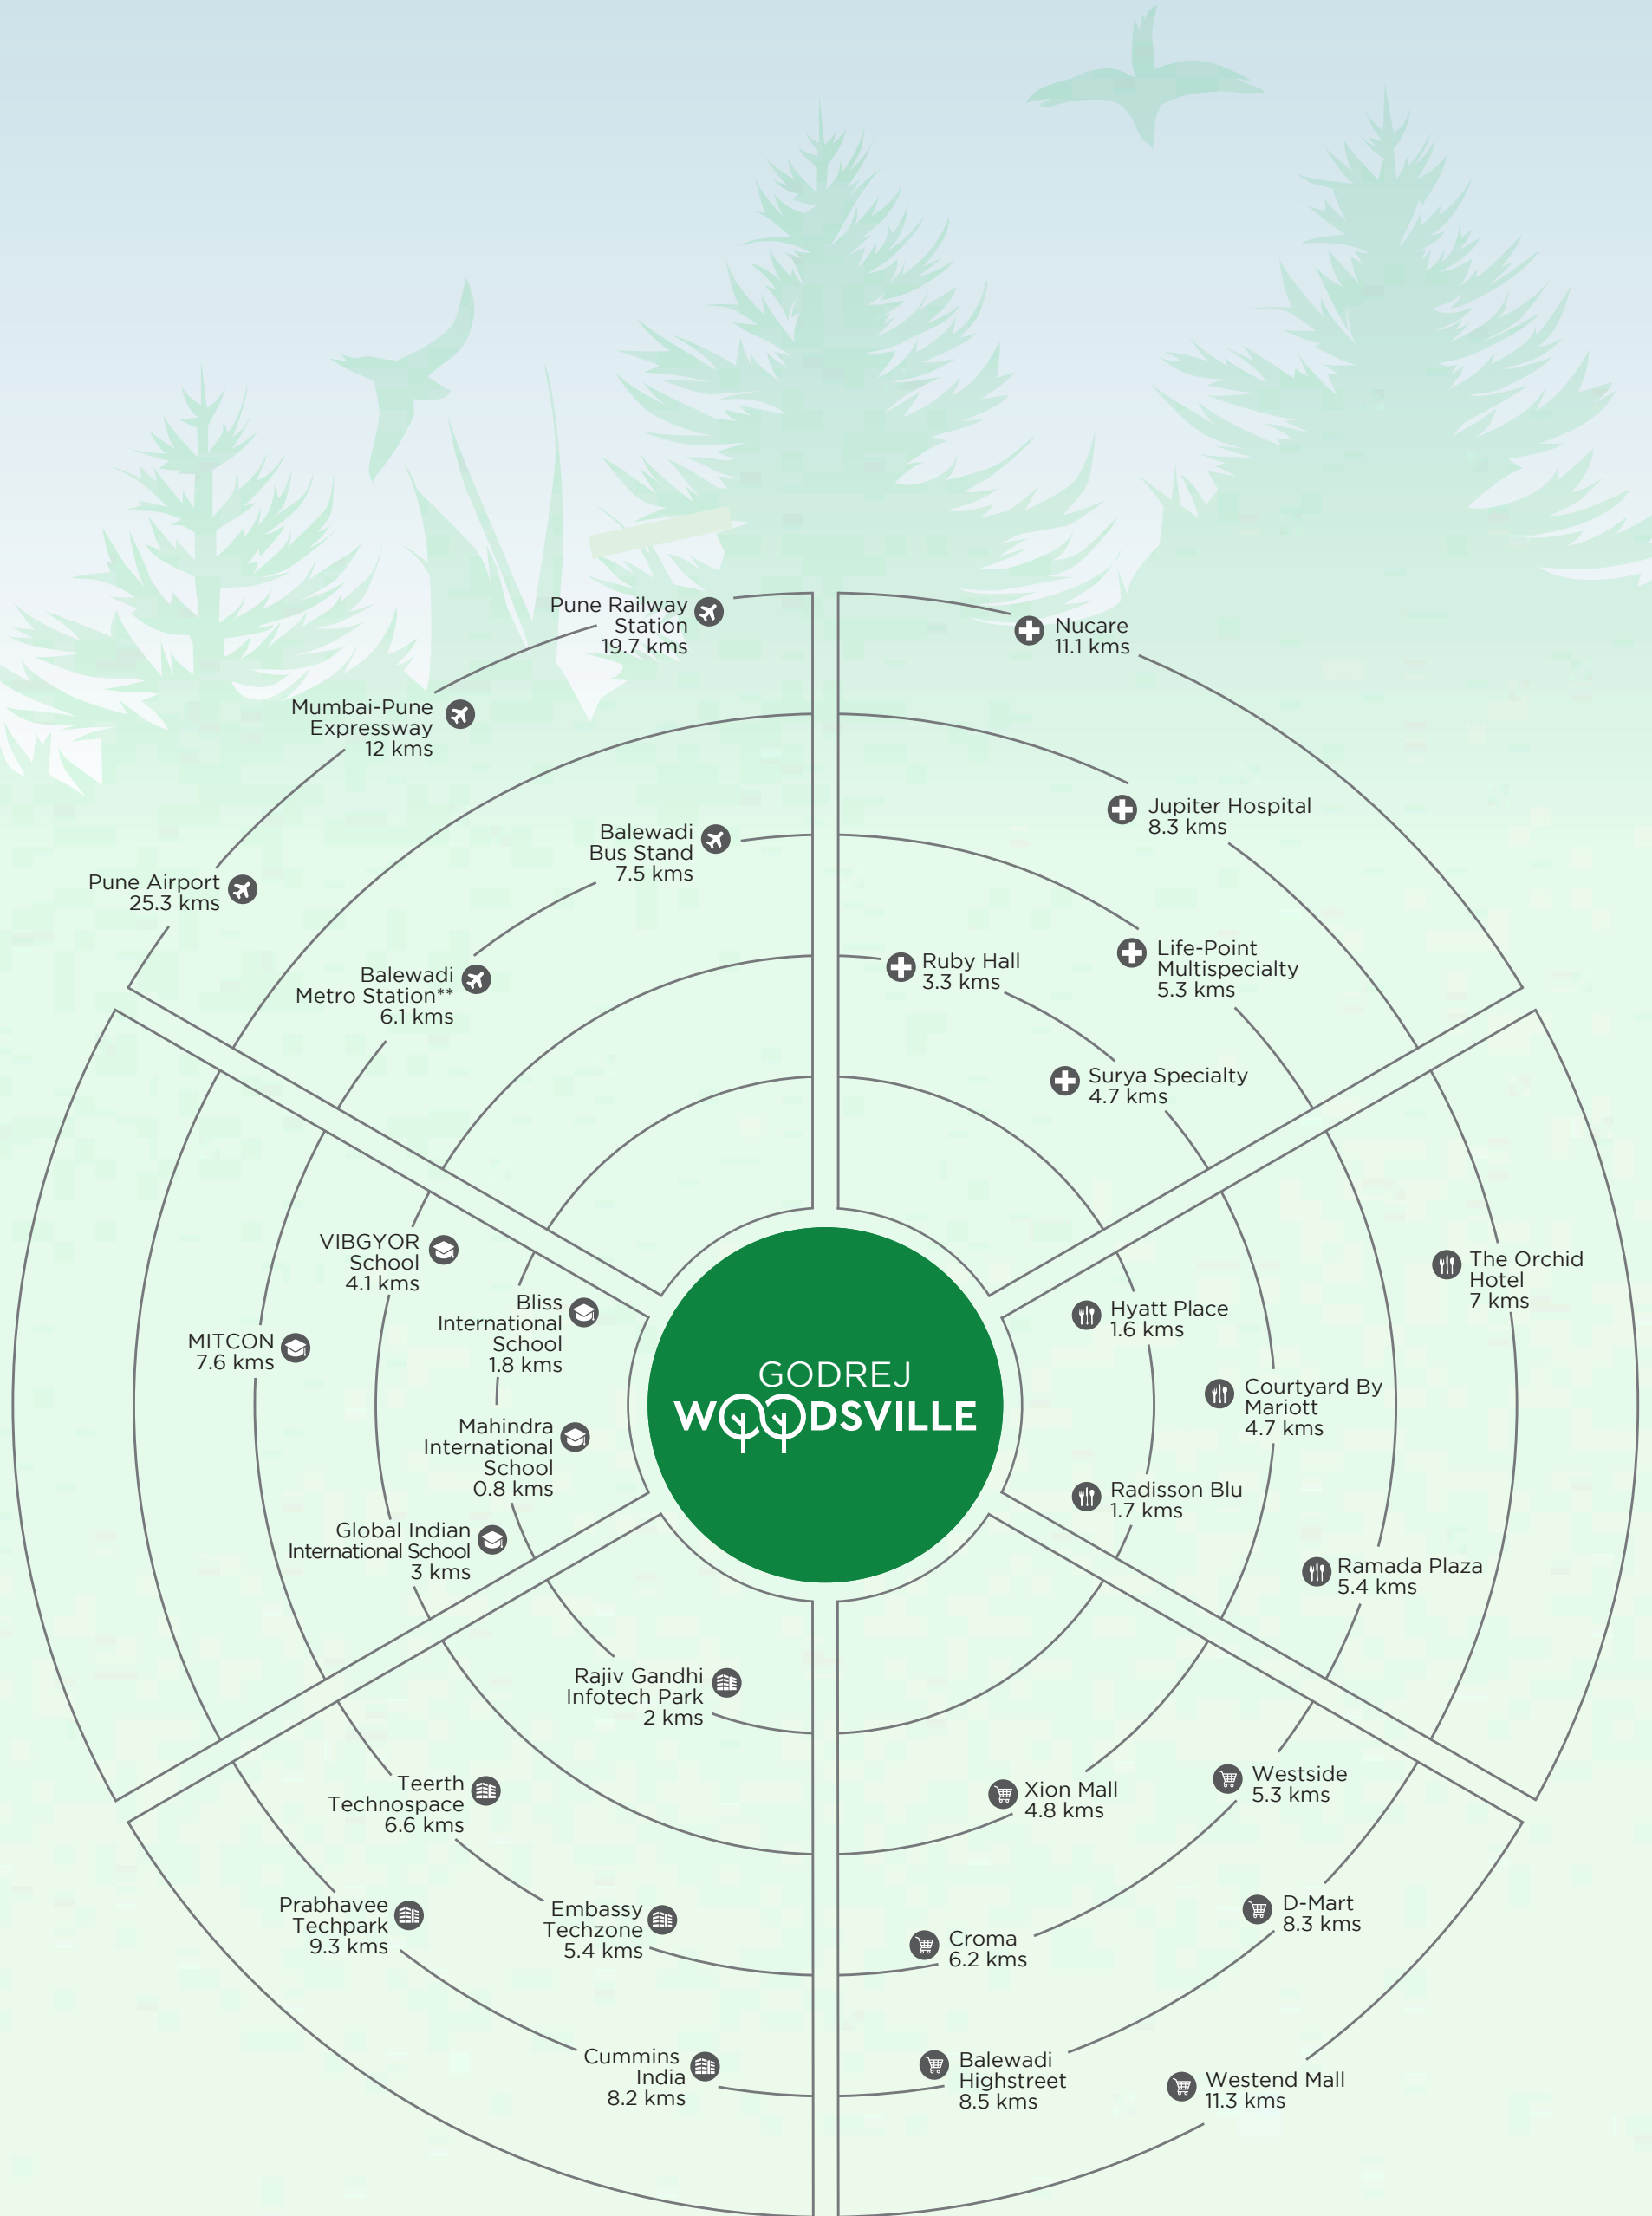 Pune Railway
Station
19.7 kms
Mumbai-Pune
Expressway
12 kms
Balewadi
Bus Stand
7.5 kms
Pune Airport
25.3 kms
Balewadi
Metro Station**
6.1 kms
Nucare
11.1 kms
Jupiter Hospital
8.3 kms
Life-Point
Multispecialty
5.3 kms
Ruby Hall
3.3 kms
Surya Specialty
4.7 kms
VIBGYOR
School
4.1 kms
Bliss
International
School
1.8 kms
MITCON
7.6 kms
Mahindra
International
School
0.8 kms
Global Indian
International School
3 kms
GODREJ
WOODSVILLE
The Orchid
Hotel
7 kms
Hyatt Place
1.6 kms
Courtyard By
Mariott
4.7 kms
Radisson Blu
1.7 kms
Ramada Plaza
5.4 kms
Rajiv Gandhi
Infotech Park
2 kms
Teerth
Technospace
6.6 kms
Prabhavee
Techpark
9.3 kms
Embassy
Techzone
5.4 kms
Cummins
India
8.2 kms
Xion Mall
4.8 kms
Westside
5.3 kms
D-Mart
8.3 kms
Croma
6.2 kms
Balewadi
Highstreet
8.5 kms
Westend Mall
11.3 kms